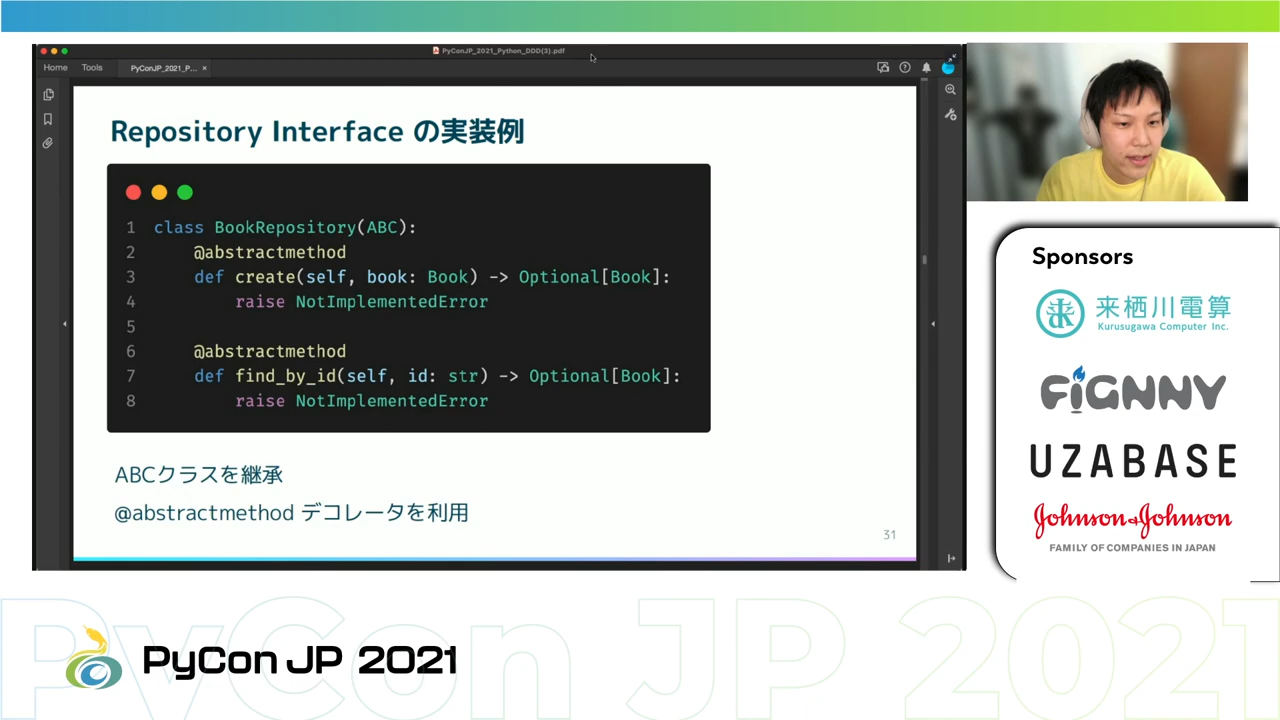 PyConJP_2021_Python_DDD(3).pdf
Home Tools PyConJP_2021_P... ×
Repository Interface の実装例
1 class BookRepository(ABC):
2 @abstractmethod
3 def create(self, book: Book) -> Optional[Book]:
4 raise NotImplementedError
5
6 @abstractmethod
7 def find_by_id(self, id: str) -> Optional[Book]:
8 raise NotImplementedError
ABCクラスを継承
@abstractmethod デコレータを利用
31
Sponsors
来栖川電算
Kurusugawa Computer Inc.
FiGNNY
UZABASE
Johnson&Johnson
FAMILY OF COMPANIES IN JAPAN
PyCon JP 2021
PyCon JP 2021